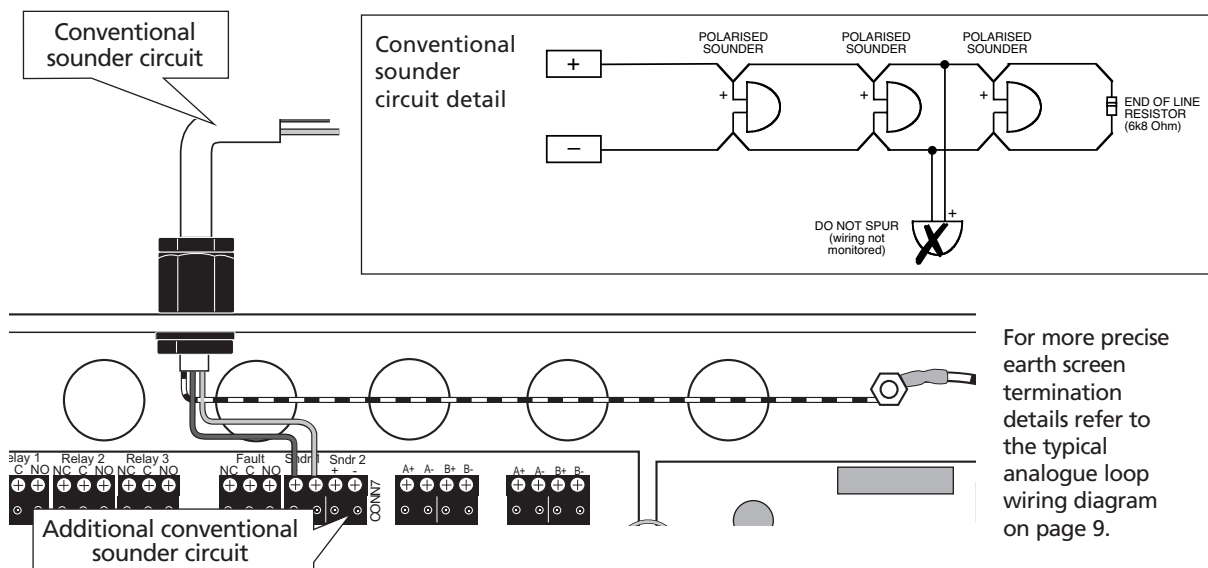 Conventional
sounder circuit
Conventional
sounder
circuit detail
POLARISED
SOUNDER
POLARISED
SOUNDER
POLARISED
SOUNDER
+
−
+
+
+
END OF LINE
RESISTOR
(6k8 Ohm)
DO NOT SPUR
(wiring not
monitored)
+
For more precise
earth screen
termination
details refer to
the typical
analogue loop
wiring diagram
on page 9.
Relay 2
Relay 3
Fault
Sndr 2
C NO
NC C NO
NC C NO
NC C NO
+ -
A+ A- B+ B-
A+ A- B+ B-
CONN7
Additional conventional
sounder circuit